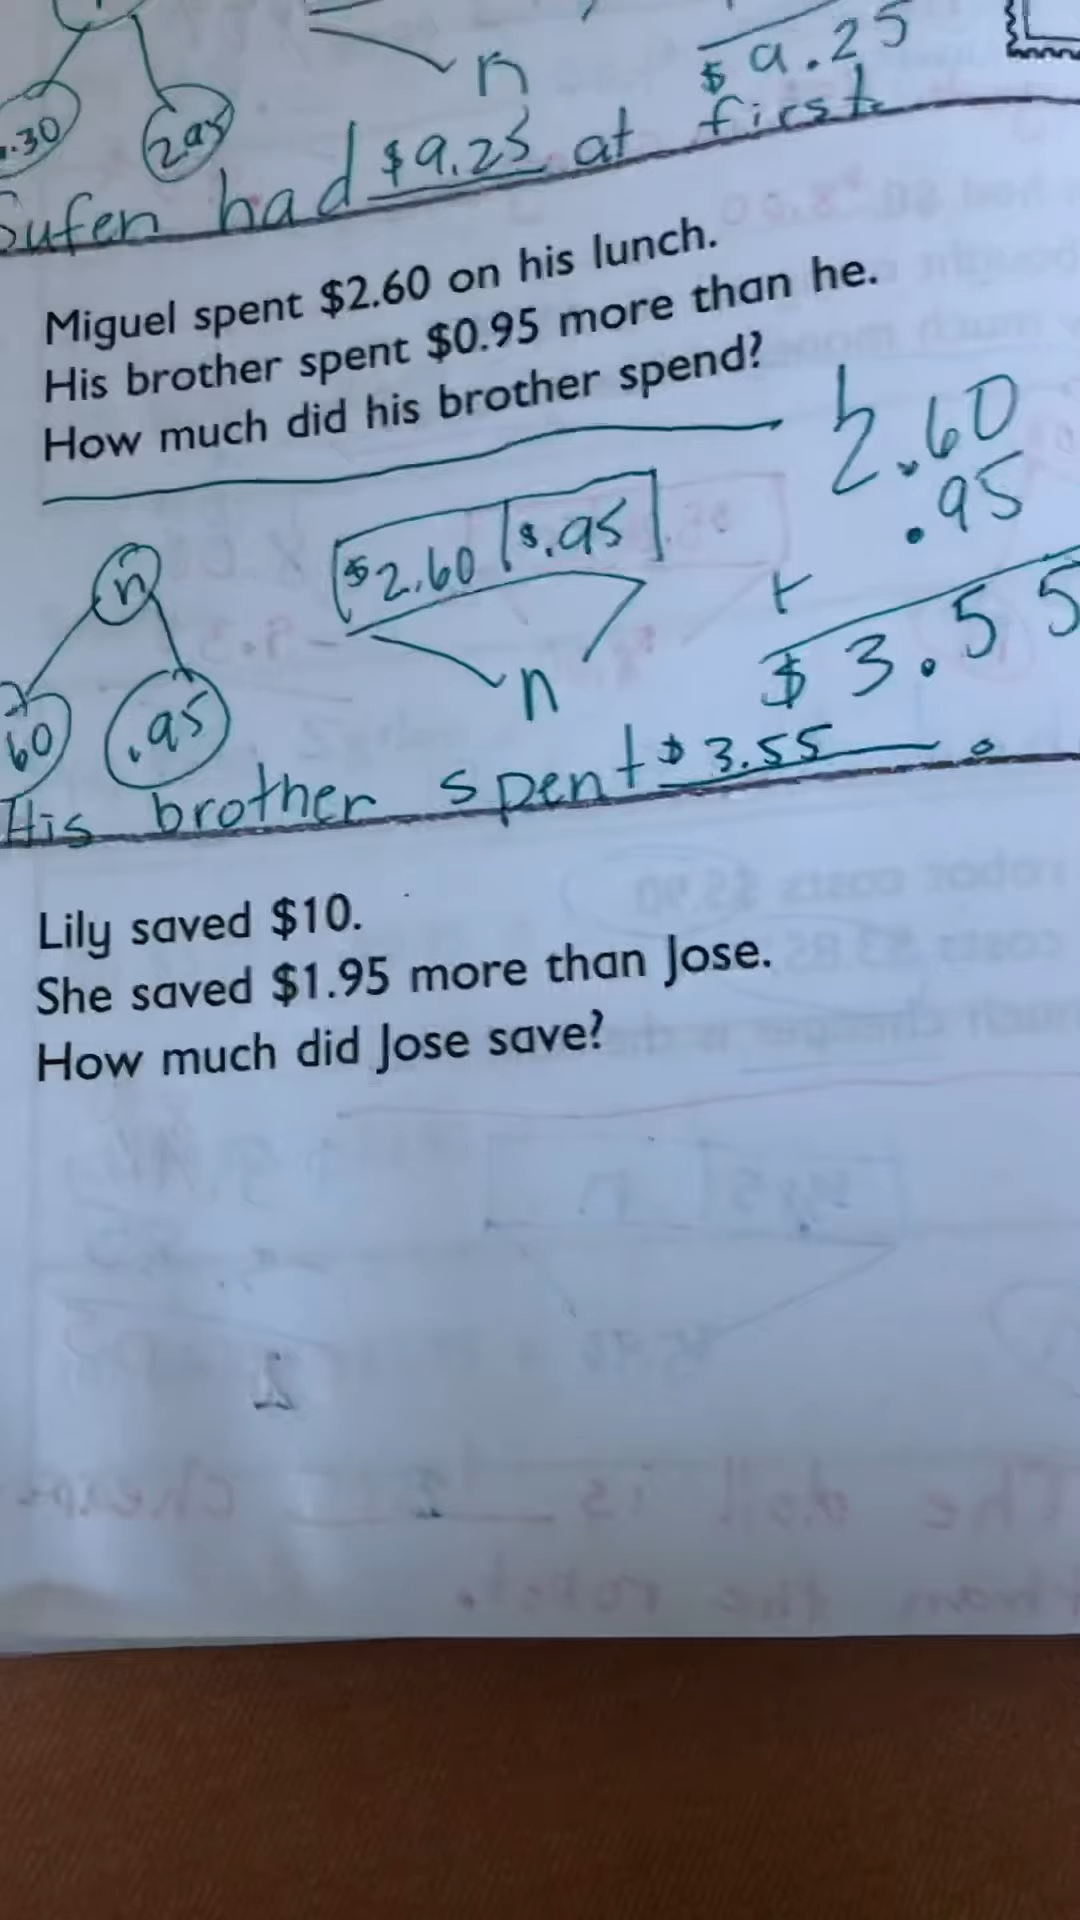 n
$ 9.25
.30 2.95
Sufen had $9.25 at first
Miguel spent $2.60 on his lunch.
His brother spent $0.95 more than he.
How much did his brother spend?
2.60
.95
+
$3.55
n
$2.60 $.95
n
60 .95
His brother spent $3.55.
Lily saved $10.
She saved $1.95 more than Jose.
How much did Jose save?